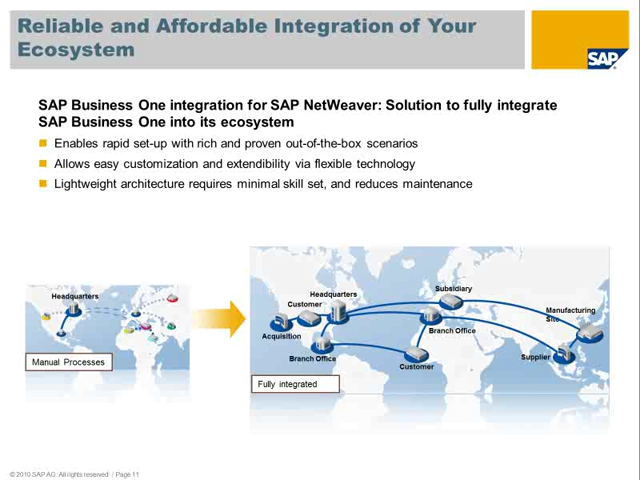 Reliable and Affordable Integration of Your
Ecosystem
SAP
SAP Business One integration for SAP NetWeaver: Solution to fully integrate
SAP Business One into its ecosystem
Enables rapid set-up with rich and proven out-of-the-box scenarios
Allows easy customization and extendibility via flexible technology
Lightweight architecture requires minimal skill set, and reduces maintenance
Headquarters
Manual Processes
Subsidiary
Headquarters
Customer
Manufacturing
Site
Acquisition
Branch Office
Branch Office
Supplier
Customer
Fully integrated
© 2010 SAP AG. All rights reserved. / Page 11